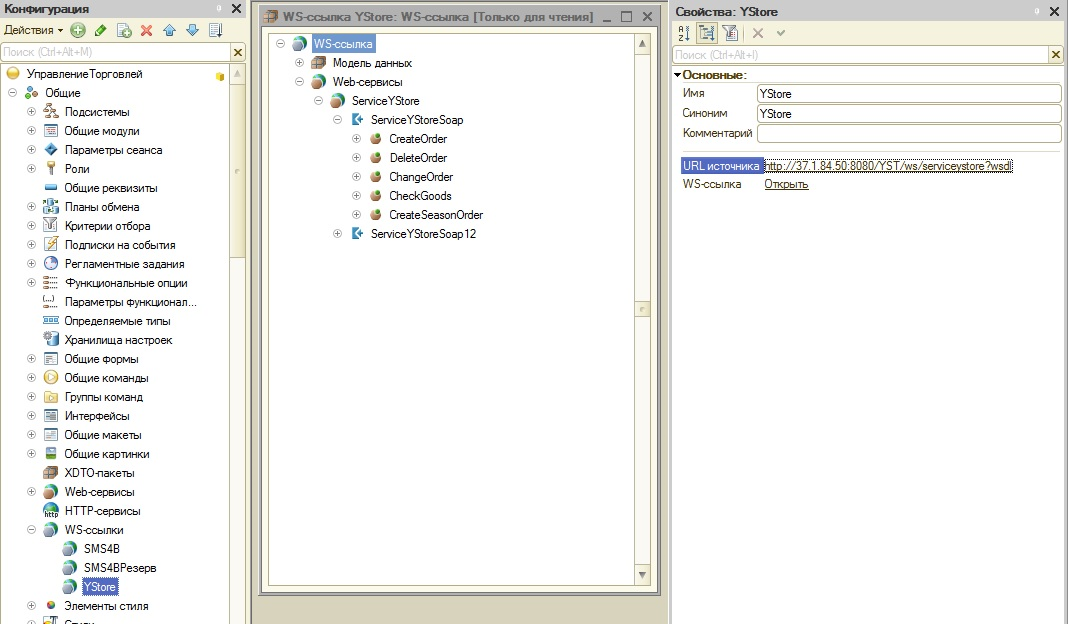 Конфигурация
Действия
Поиск (Ctrl+Alt+M)
УправлениеТорговлей
Общие
Подсистемы
Общие модули
Параметры сеанса
Роли
Общие реквизиты
Планы обмена
Критерии отбора
Подписки на события
Регламентные задания
Функциональные опции
Параметры функционал...
Определяемые типы
Хранилища настроек
Общие формы
Общие команды
Группы команд
Интерфейсы
Общие макеты
Общие картинки
XDTO-пакеты
Web-сервисы
HTTP-сервисы
WS-ссылки
SMS4B
SMS4BРезерв
YStore
Элементы стиля
Стили
WS-ссылка YStore: WS-ссылка [Только для чтения]
WS-ссылка
Модель данных
Web-сервисы
ServiceYStore
ServiceYStoreSoap
CreateOrder
DeleteOrder
ChangeOrder
CheckGoods
CreateSeasonOrder
ServiceYStoreSoap12
Свойства: YStore
Поиск (Ctrl+Alt+I)
Основные:
Имя YStore
Синоним YStore
Комментарий
URL источника http://37.1.84.50:8080/YST/ws/serviceystore?wsdl
WS-ссылка Открыть